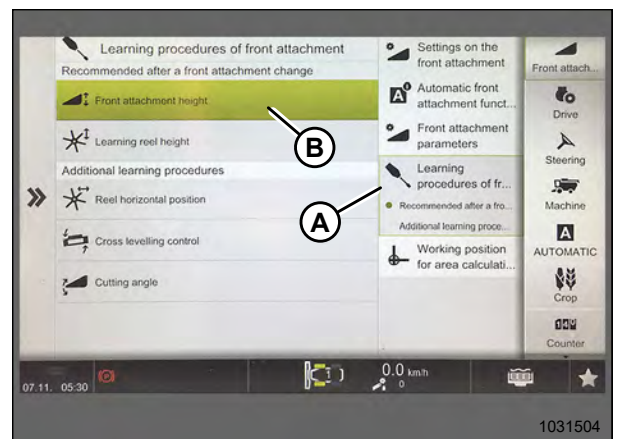 Learning procedures of front attachment
Recommended after a front attachment change
Front attachment height
Learning reel height
Additional learning procedures
Reel horizontal position
Cross levelling control
Cutting angle
B
A
Settings on the
front attachment
Automatic front
attachment funct...
Front attachment
parameters
Learning
procedures of fr...
Recommended after a fro...
Additional learning proce...
Working position
for area calculati...
Front attach...
Drive
Steering
Machine
A
AUTOMATIC
Crop
Counter
07.11. 05:30
1
0.0 km/h
0
1031504